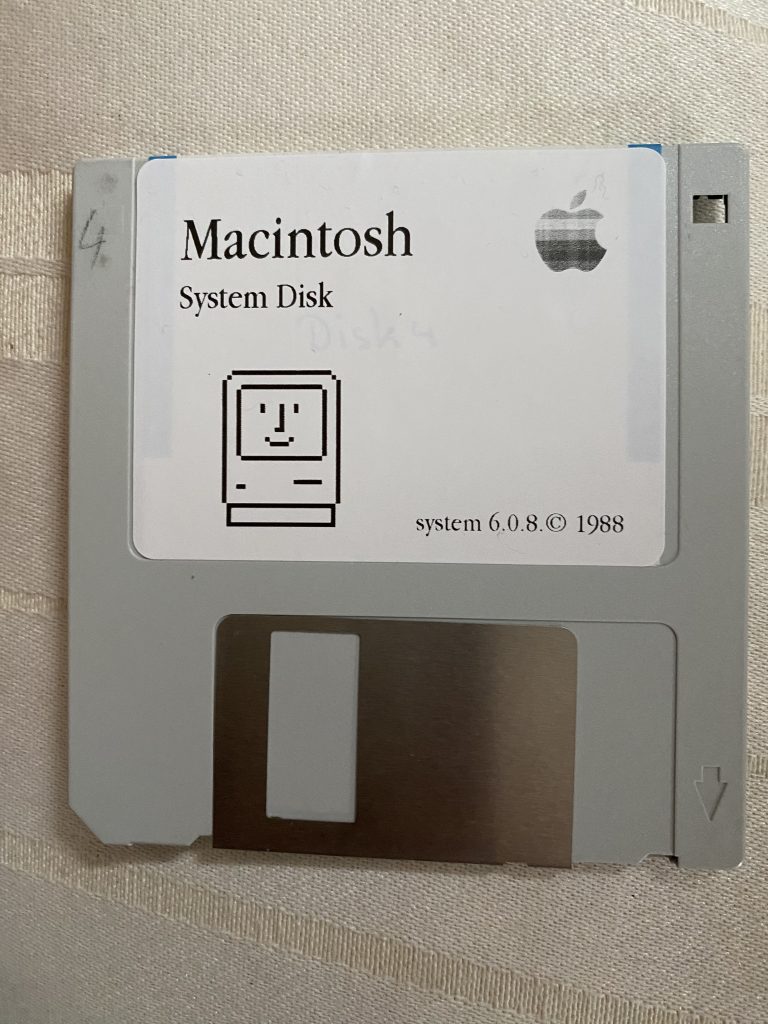 4
Macintosh
System Disk
Disk 4
system 6.0.8.© 1988